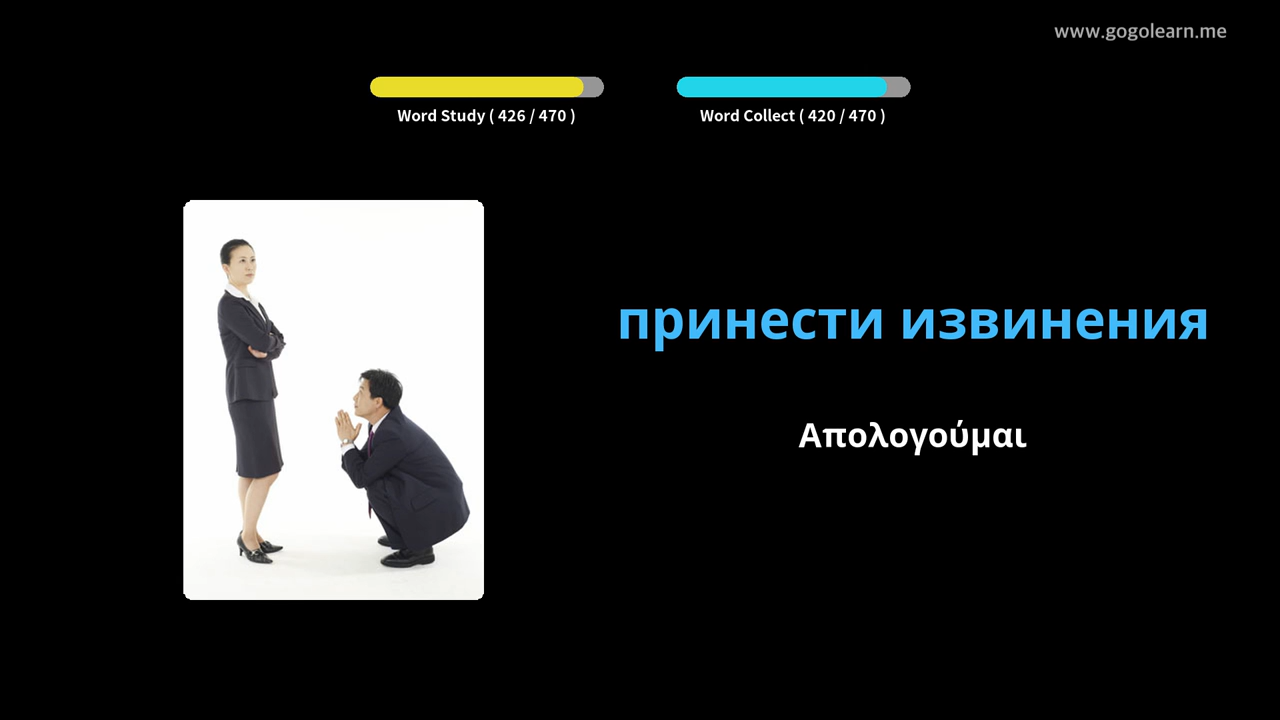 www.gogolearn.me
Word Study ( 426 / 470 )
Word Collect ( 420 / 470 )
принести извинения
Απολογούμαι